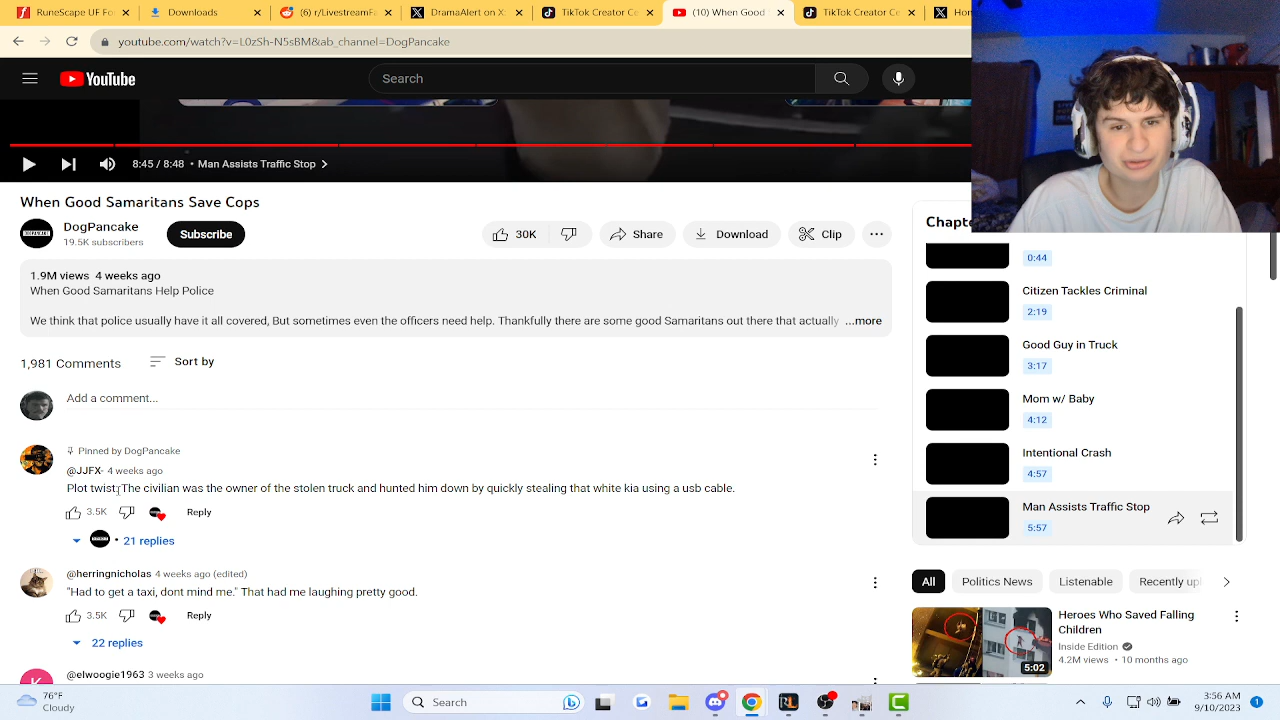 RuneScape UF Fo
Downloads
(6) r/LivestreamF
DramaAlert on X:
TikTok Creator Ce
(10) When Good
TikTok Creator Ce
Hom
youtube.com/watch?v=L0zShHN5sBM&ab_channel=DogPancake
YouTube
Search
8:45 / 8:48 • Man Assists Traffic Stop
When Good Samaritans Save Cops
DogPancake
19.5K subscribers
Subscribe
30K
Share
Download
Clip
1.9M views 4 weeks ago
When Good Samaritans Help Police
We think that police usually have it all covered, But sometimes even the officers need help. Thankfully there are some good Samaritans out there that actually ...more
1,981 Comments
Sort by
Add a comment...
Pinned by DogPancake
@JJFX- 4 weeks ago
Plot twist: The civilian was the owner of the stolen truck and hunted him down by quickly stealing that white kia using a usb cable.
3.5K
Reply
21 replies
@herringnicholas 4 weeks ago (edited)
"Had to get a taxi, don't mind me." That had me laughing really good.
3.5K
Reply
22 replies
@elwoogie1963 3 weeks ago
Chapte
0:44
Citizen Tackles Criminal
2:19
Good Guy in Truck
3:17
Mom w/ Baby
4:12
Intentional Crash
4:57
Man Assists Traffic Stop
5:57
All
Politics News
Listenable
Recently upl
Heroes Who Saved Falling
Children
Inside Edition
4.2M views • 10 months ago
5:02
76°F
Cloudy
Search
3:56 AM
9/10/2023